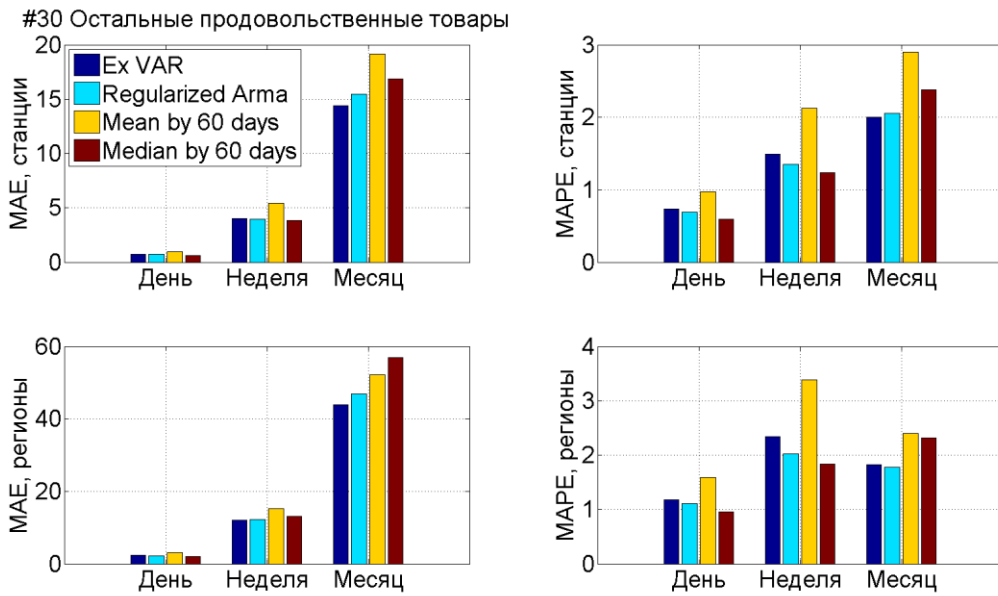 #30 Остальные продовольственные товары
MAE, станции
20
15
10
5
0
Ex VAR
Regularized Arma
Mean by 60 days
Median by 60 days
День Неделя Месяц
MAPE, станции
3
2
1
0
День Неделя Месяц
MAE, регионы
60
40
20
0
День Неделя Месяц
MAPE, регионы
4
3
2
1
0
День Неделя Месяц